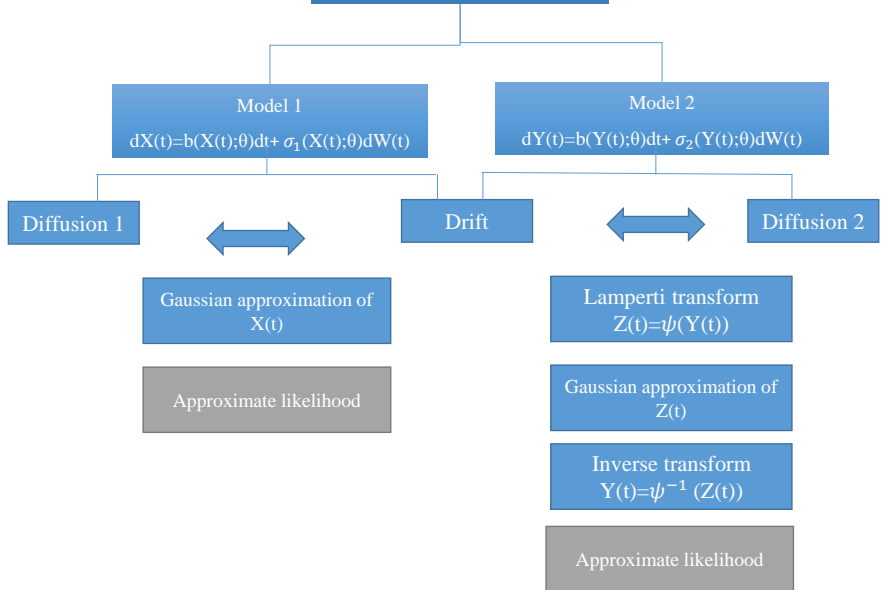 Model 1
dX(t)=b(X(t);θ)dt+ σ₁(X(t);θ)dW(t)
Model 2
dY(t)=b(Y(t);θ)dt+ σ₂(Y(t);θ)dW(t)
Diffusion 1
Drift
Diffusion 2
Gaussian approximation of
X(t)
Approximate likelihood
Lamperti transform
Z(t)=ψ(Y(t))
Gaussian approximation of
Z(t)
Inverse transform
Y(t)=ψ⁻¹ (Z(t))
Approximate likelihood